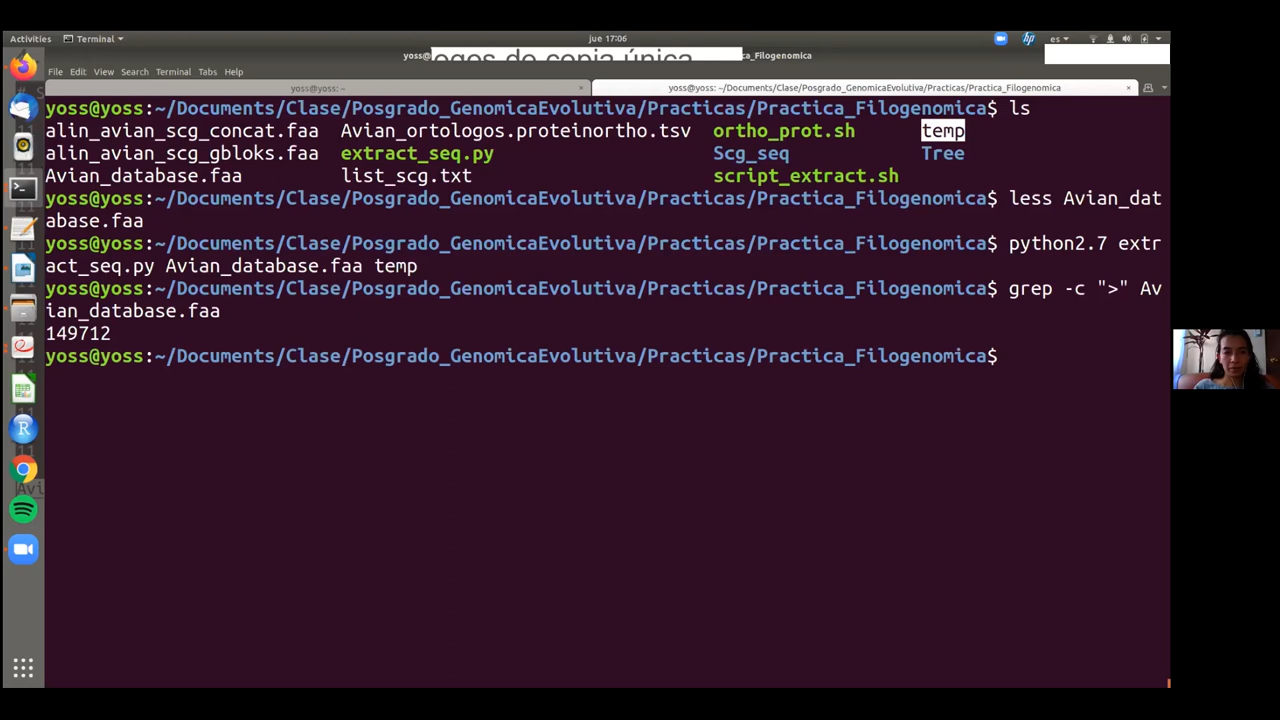 Activities Terminal jue 17:06 es
yoss@ ogos de copia única ca_Filogenomica
File Edit View Search Terminal Tabs Help
yoss@yoss: ~ × yoss@yoss: ~/Documents/Clase/Posgrado_GenomicaEvolutiva/Practicas/Practica_Filogenomica ×
yoss@yoss:~/Documents/Clase/Posgrado_GenomicaEvolutiva/Practicas/Practica_Filogenomica$ ls
alin_avian_scg_concat.faa Avian_ortologos.proteinortho.tsv ortho_prot.sh temp
alin_avian_scg_gbloks.faa extract_seq.py Scg_seq Tree
Avian_database.faa list_scg.txt script_extract.sh
yoss@yoss:~/Documents/Clase/Posgrado_GenomicaEvolutiva/Practicas/Practica_Filogenomica$ less Avian_dat
abase.faa
yoss@yoss:~/Documents/Clase/Posgrado_GenomicaEvolutiva/Practicas/Practica_Filogenomica$ python2.7 extr
act_seq.py Avian_database.faa temp
yoss@yoss:~/Documents/Clase/Posgrado_GenomicaEvolutiva/Practicas/Practica_Filogenomica$ grep -c ">" Av
ian_database.faa
149712
yoss@yoss:~/Documents/Clase/Posgrado_GenomicaEvolutiva/Practicas/Practica_Filogenomica$